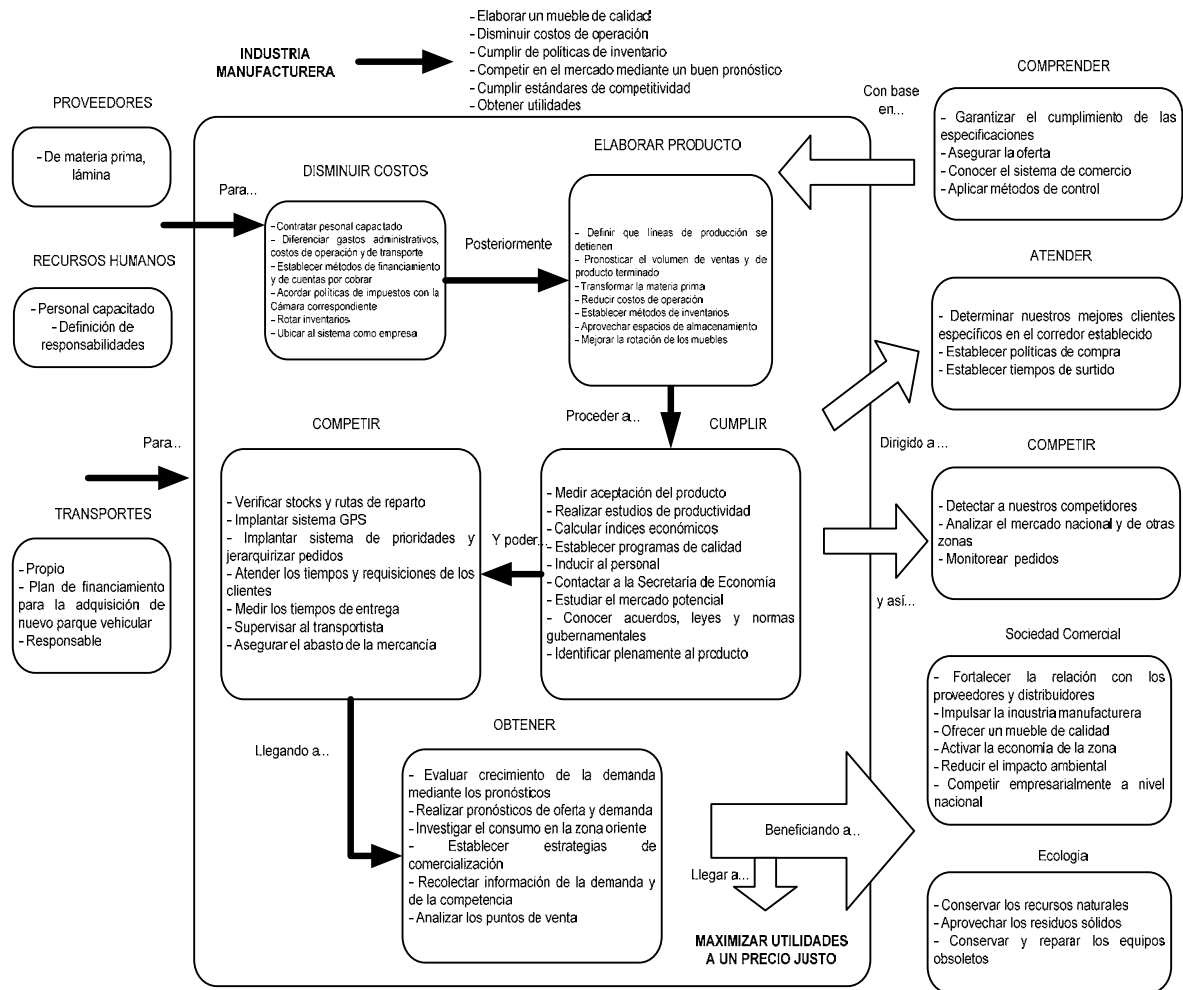 INDUSTRIA
MANUFACTURERA
- Elaborar un mueble de calidad
- Disminuir costos de operación
- Cumplir de políticas de inventario
- Competir en el mercado mediante un buen pronóstico
- Cumplir estándares de competitividad
- Obtener utilidades
PROVEEDORES
- De materia prima,
lámina
RECURSOS HUMANOS
- Personal capacitado
- Definición de
responsabilidades
TRANSPORTES
- Propio
- Plan de financiamiento
para la adquisición de
nuevo parque vehicular
- Responsable
Para...
Para...
DISMINUIR COSTOS
- Contratar pesonal capactado
- Diferenciar gastos administrativos,
costos de operación y de transporte
- Establecer métodos de financiamiento
y de cuentas por cobrar
- Acordar políticas de impuestos con la
Cámara correspondiente
- Rotar inventarios
- Ubicar al sistema como empresa
Posteriormente
ELABORAR PRODUCTO
- Definir que líneas de producción se
detienen
- Pronosticar el volumen de ventas y de
producto terminado
- Transformar la materia prima
- Reducir costos de operación
- Establecer métodos de inventarios
- Aprovechar espacios de almacenamiento
- Mejorar la rotación de los muebles
Proceder a...
CUMPLIR
- Medir aceptación del producto
- Realizar estudios de productividad
- Calcular índices económicos
- Establecer programas de calidad
- Inducir al personal
- Contactar a la Secretaría de Economía
- Estudiar el mercado potencial
- Conocer acuerdos, leyes y normas
gubernamentales
- Identificar plenamente al producto
Y poder...
COMPETIR
- Verificar stocks y rutas de reparto
- Implantar sistema GPS
- Implantar sistema de prioridades y
jerarquirizar pedidos
- Atender los tiempos y requisiciones de los
clientes
- Medir los tiempos de entrega
- Supervisar al transportista
- Asegurar el abasto de la mercancía
Llegando a...
OBTENER
- Evaluar crecimiento de la demanda
mediante los pronósticos
- Realizar pronósticos de oferta y demanda
- Investigar el consumo en la zona oriente
- Establecer estrategias de
comercialización
- Recolectar información de la demanda y
de la competencia
- Analizar los puntos de venta
Beneficiando a...
Llegar a...
MAXIMIZAR UTILIDADES
A UN PRECIO JUSTO
Con base
en...
COMPRENDER
- Garantizar el cumplimiento de las
especificaciones
- Asegurar la oferta
- Conocer el sistema de comercio
- Aplicar métodos de control
ATENDER
- Determinar nuestros mejores clientes
específicos en el corredor establecido
- Establecer políticas de compra
- Establecer tiempos de surtido
Dirigido a ...
COMPETIR
- Detectar a nuestros competidores
- Analizar el mercado nacional y de otras
zonas
- Monitorear pedidos
y así...
Sociedad Comercial
- Fortalecer la relación con los
proveedores y distribuidores
- Impulsar la industria manufacturera
- Ofrecer un mueble de calidad
- Activar la economía de la zona
- Reducir el impacto ambiental
- Competir empresarialmente a nivel
nacional
Ecología
- Conservar los recursos naturales
- Aprovechar los residuos sólidos
- Conservar y reparar los equipos
obsoletos